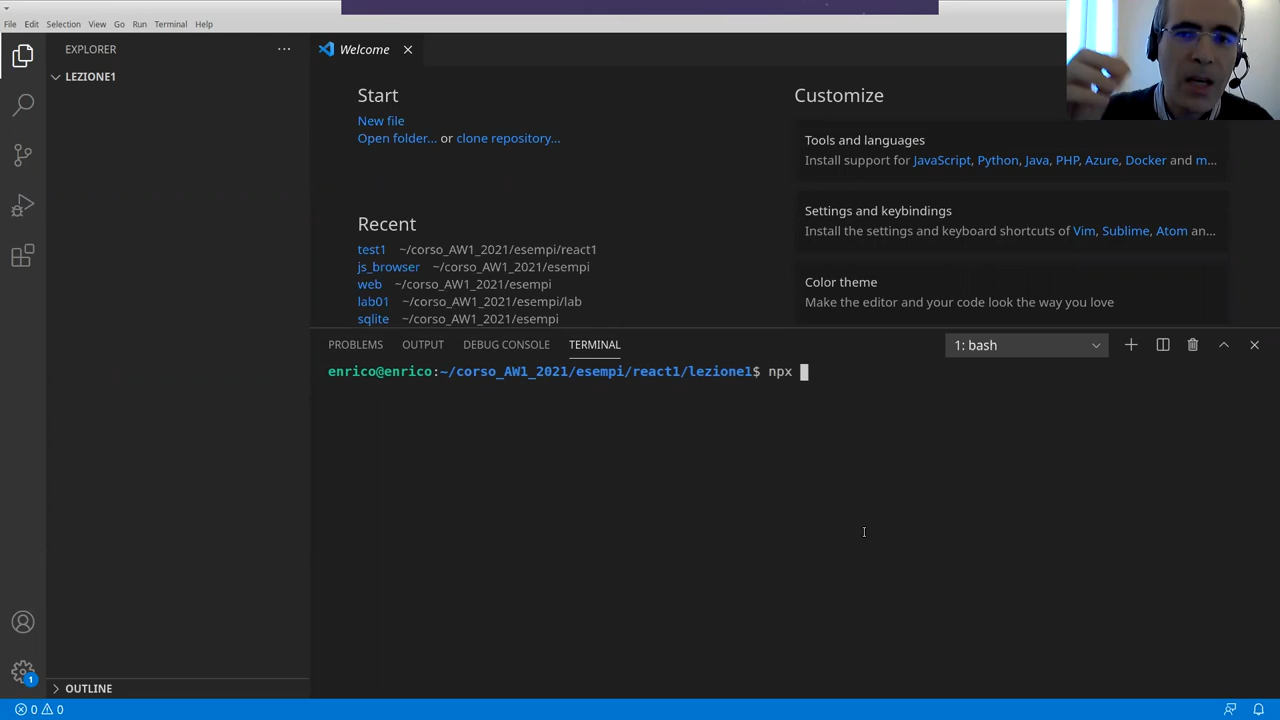 File Edit Selection View Go Run Terminal Help
EXPLORER
LEZIONE1
OUTLINE
Welcome
Start
New file
Open folder... or clone repository...
Recent
test1 ~/corso_AW1_2021/esempi/react1
js_browser ~/corso_AW1_2021/esempi
web ~/corso_AW1_2021/esempi
lab01 ~/corso_AW1_2021/esempi/lab
sqlite ~/corso_AW1_2021/esempi
Customize
Tools and languages
Install support for JavaScript, Python, Java, PHP, Azure, Docker and m...
Settings and keybindings
Install the settings and keyboard shortcuts of Vim, Sublime, Atom an...
Color theme
Make the editor and your code look the way you love
PROBLEMS OUTPUT DEBUG CONSOLE TERMINAL
1: bash
enrico@enrico:~/corso_AW1_2021/esempi/react1/lezione1$ npx
1
0 0